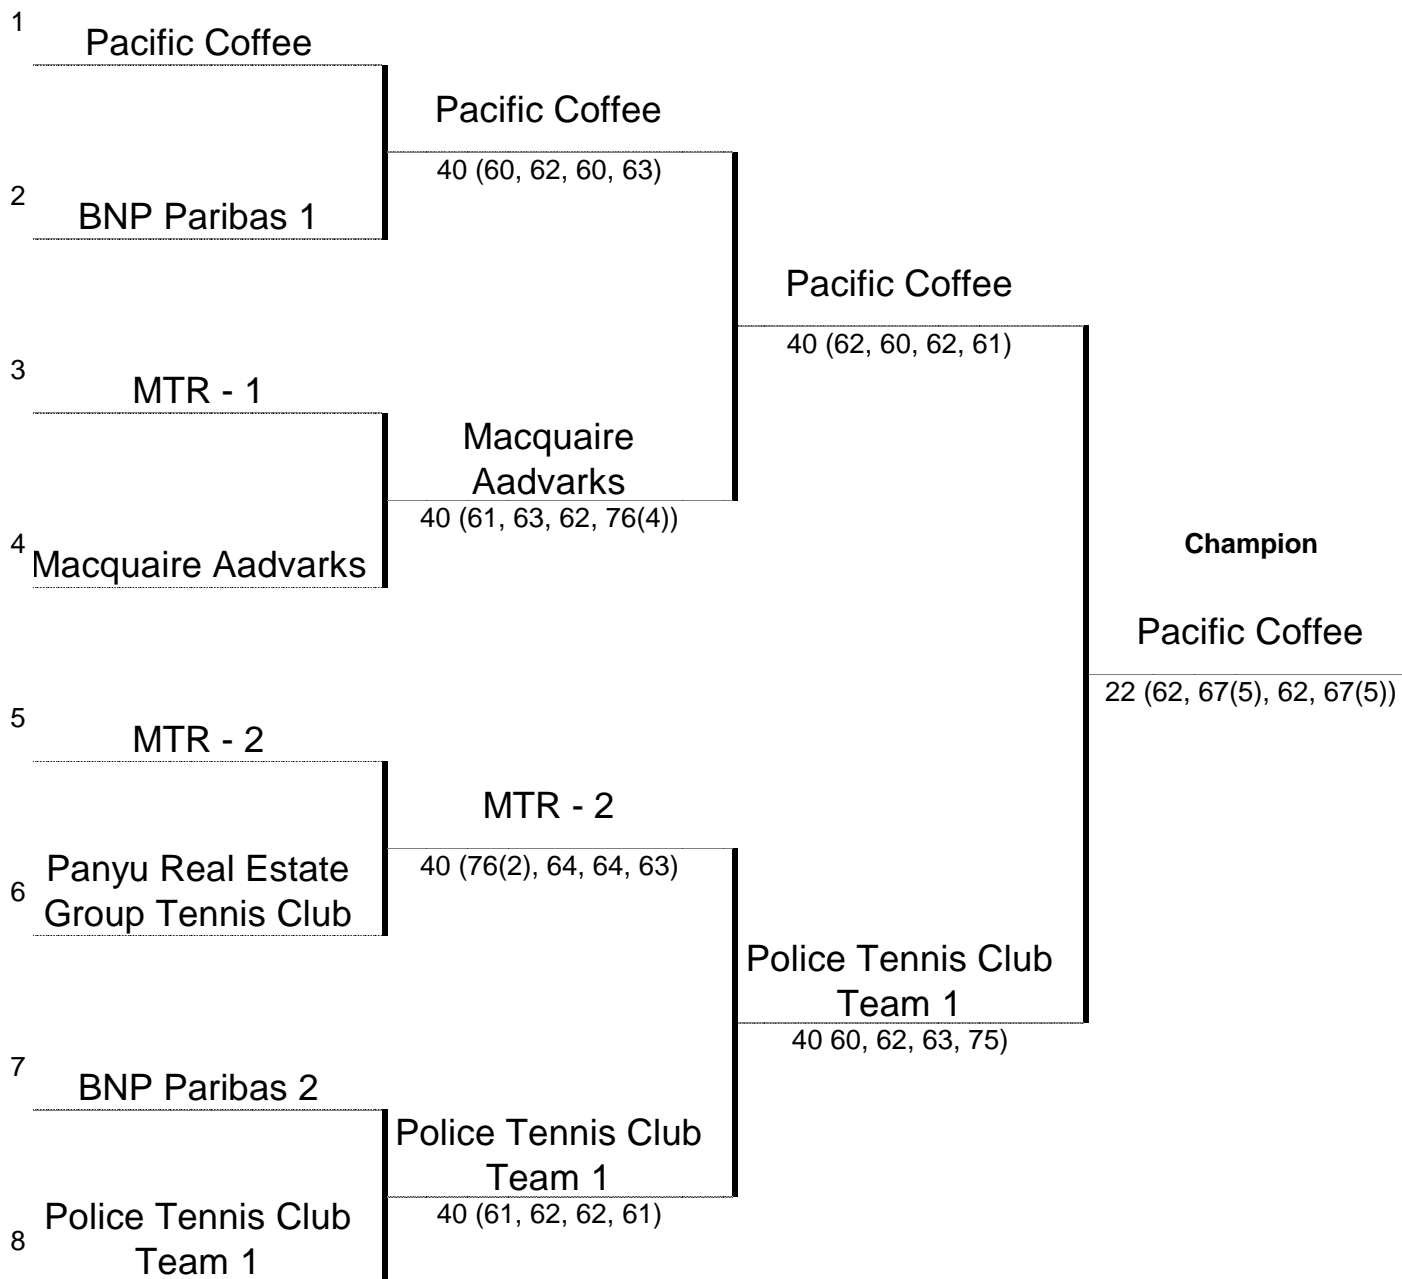 1
Pacific Coffee
Pacific Coffee
40 (60, 62, 60, 63)
2
BNP Paribas 1
Pacific Coffee
40 (62, 60, 62, 61)
3
MTR - 1
Macquaire
Aadvarks
40 (61, 63, 62, 76(4))
4
Macquaire Aadvarks
Champion
Pacific Coffee
22 (62, 67(5), 62, 67(5))
5
MTR - 2
MTR - 2
40 (76(2), 64, 64, 63)
6
Panyu Real Estate
Group Tennis Club
Police Tennis Club
Team 1
40 60, 62, 63, 75)
7
BNP Paribas 2
Police Tennis Club
Team 1
40 (61, 62, 62, 61)
8
Police Tennis Club
Team 1